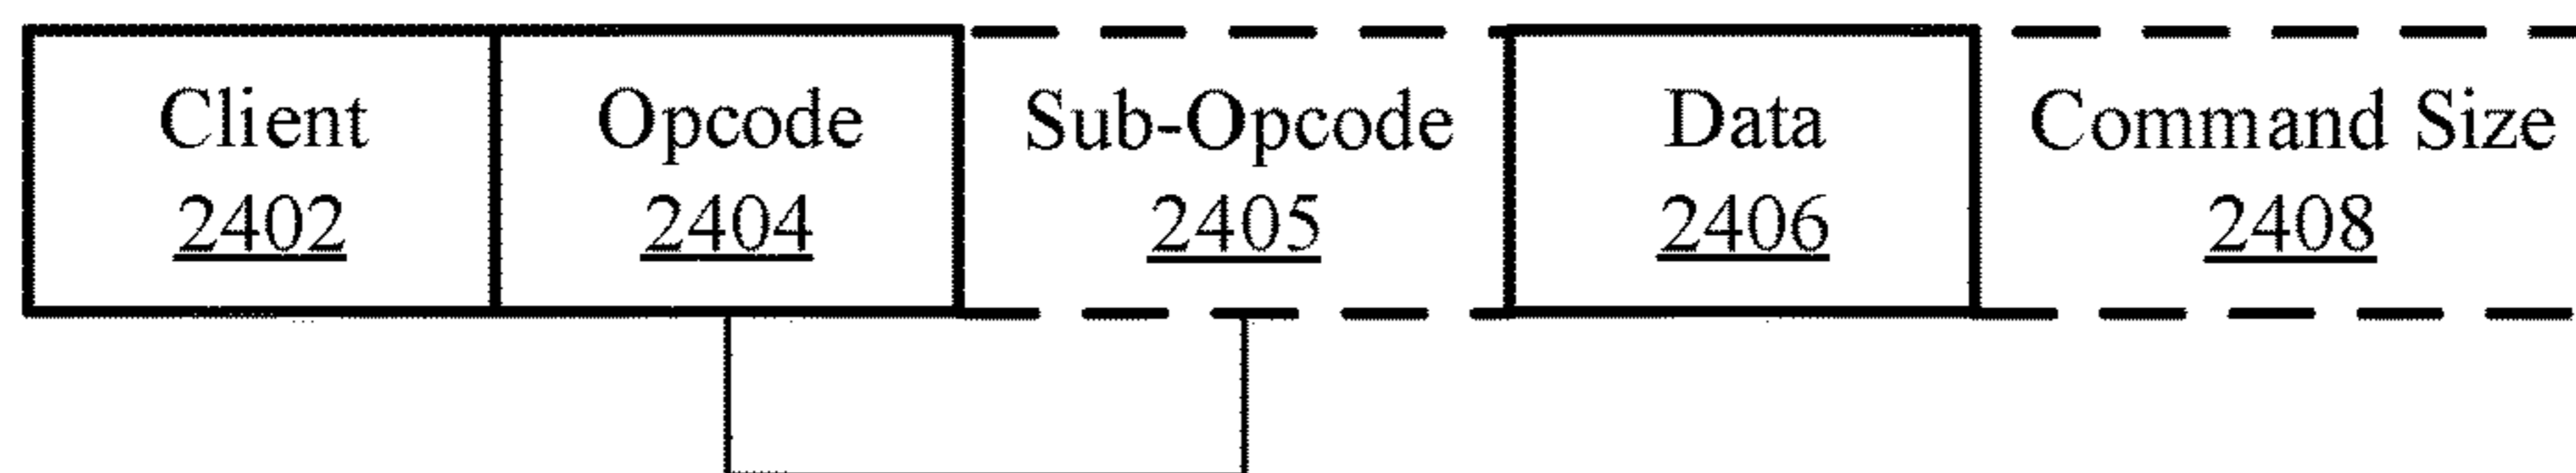 Client Opcode Sub-Opcode Data Command Size
2402 2404 2405 2406 2408